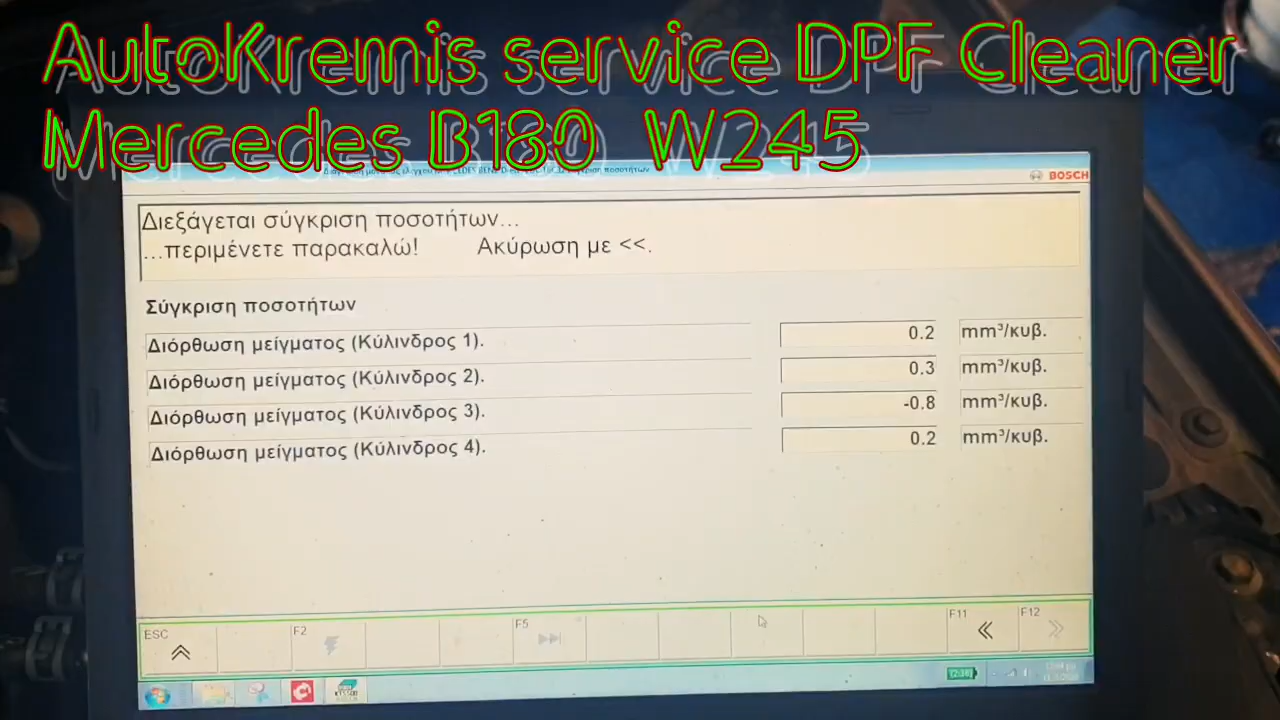 AutoKremis service DPF Cleaner
Mercedes B180 W245
BOSCH
Διεξάγεται σύγκριση ποσοτήτων...
...περιμένετε παρακαλώ! Ακύρωση με <<.
Σύγκριση ποσοτήτων
Διόρθωση μείγματος (Κύλινδρος 1). 0.2 mm³/κυβ.
Διόρθωση μείγματος (Κύλινδρος 2). 0.3 mm³/κυβ.
Διόρθωση μείγματος (Κύλινδρος 3). -0.8 mm³/κυβ.
Διόρθωση μείγματος (Κύλινδρος 4). 0.2 mm³/κυβ.
ESC F2 F5 F11 F12